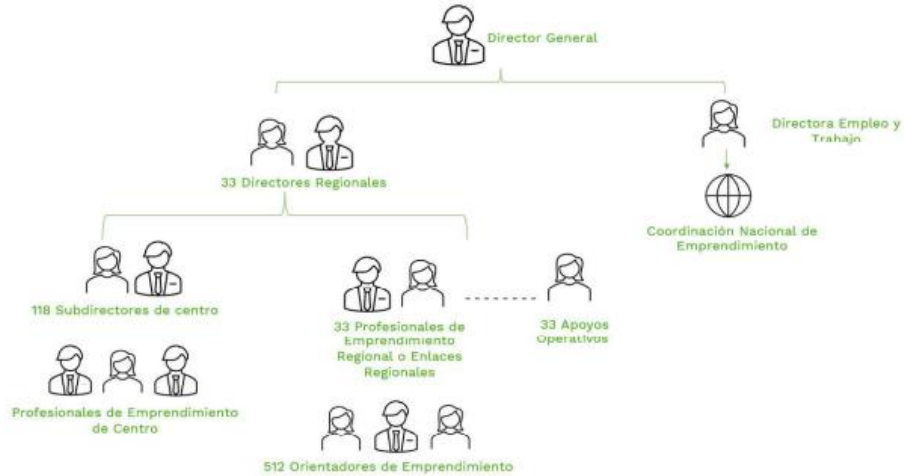 Director General
Directora Empleo y
Trabajo
33 Directores Regionales
Coordinación Nacional de
Emprendimiento
118 Subdirectores de centro
33 Profesionales de
Emprendimiento
Regional o Enlaces
Regionales
33 Apoyos
Operativos
Profesionales de Emprendimiento
de Centro
512 Orientadores de Emprendimiento